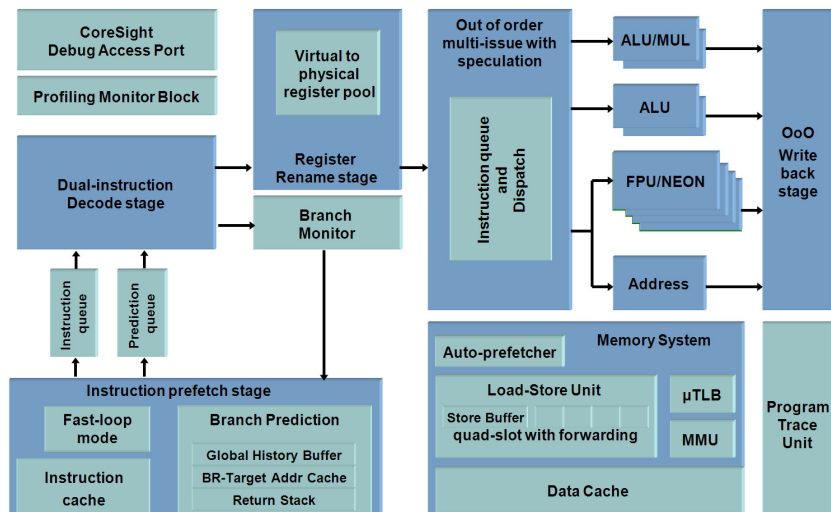 CoreSight
Debug Access Port
Profiling Monitor Block
Dual-instruction
Decode stage
Virtual to
physical
register pool
Register
Rename stage
Branch
Monitor
Out of order
multi-issue with
speculation
Instruction queue
and
Dispatch
ALU/MUL
ALU
FPU/NEON
Address
OoO
Write
back
stage
Instruction
queue
Prediction
queue
Instruction prefetch stage
Fast-loop
mode
Instruction
cache
Branch Prediction
Global History Buffer
BR-Target Addr Cache
Return Stack
Memory System
Auto-prefetcher
Load-Store Unit
Store Buffer
quad-slot with forwarding
µTLB
MMU
Data Cache
Program
Trace
Unit